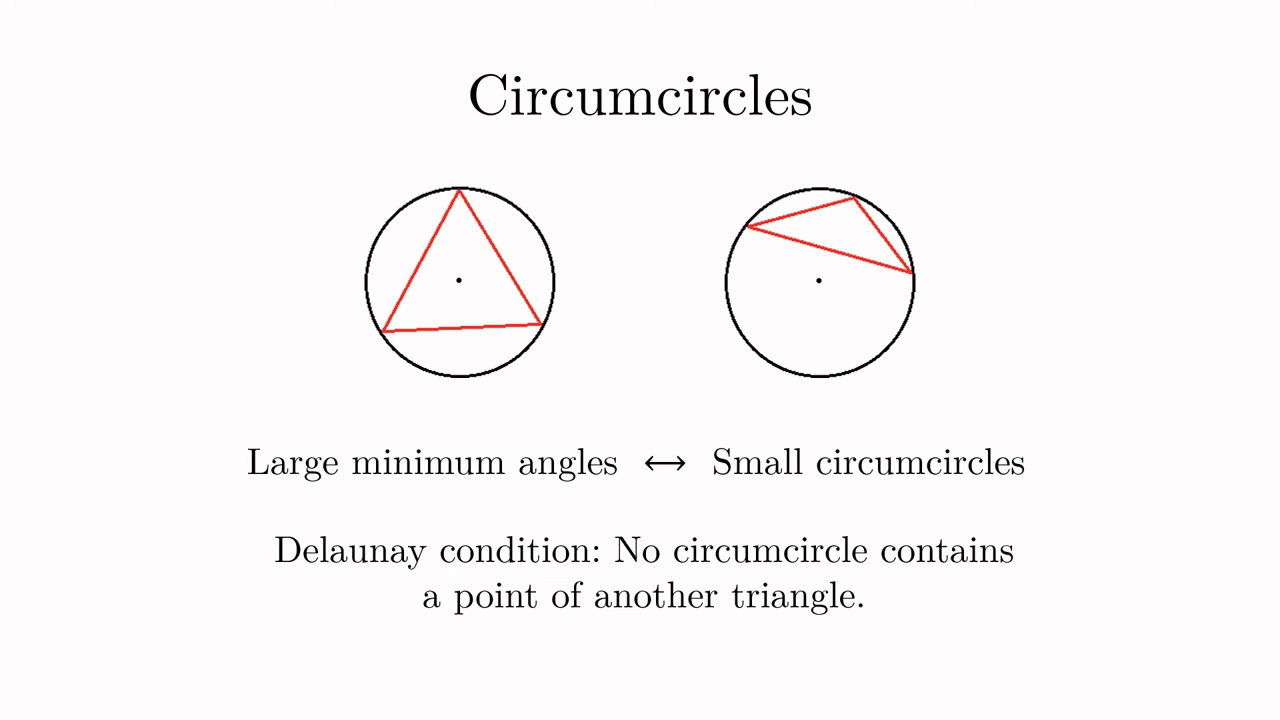 Circumcircles
Large minimum angles ↔ Small circumcircles
Delaunay condition: No circumcircle contains
a point of another triangle.